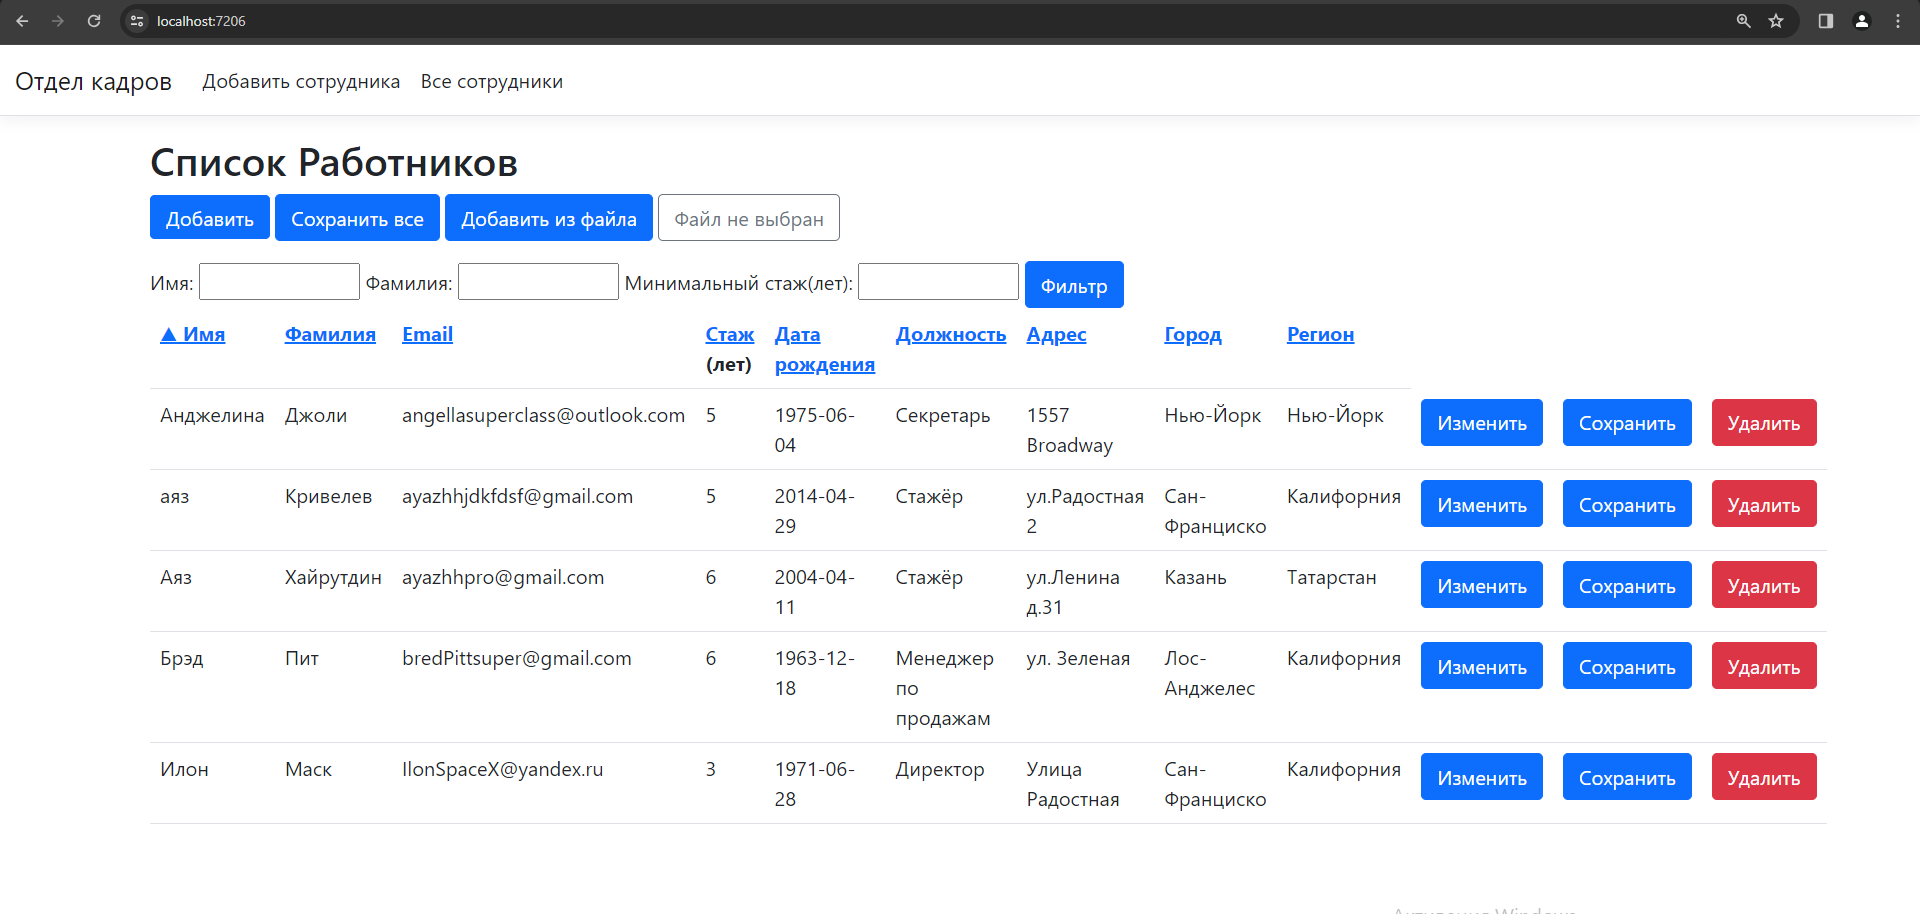 localhost:7206
Отдел кадров Добавить сотрудника Все сотрудники
Список Работников
Добавить Сохранить все Добавить из файла Файл не выбран
Имя: Фамилия: Минимальный стаж(лет): Фильтр
▲ Имя Фамилия Email Стаж Дата Должность Адрес Город Регион
(лет) рождения
Анджелина Джоли angellasuperclass@outlook.com 5 1975-06- Секретарь 1557 Нью-Йорк Нью-Йорк Изменить Сохранить Удалить
04 Broadway
аяз Кривелев ayazhhjdkfdsf@gmail.com 5 2014-04- Стажёр ул.Радостная Сан- Калифорния Изменить Сохранить Удалить
29 2 Франциско
Аяз Хайрутдин ayazhhpro@gmail.com 6 2004-04- Стажёр ул.Ленина Казань Татарстан Изменить Сохранить Удалить
11 д.31
Брэд Пит bredPittsuper@gmail.com 6 1963-12- Менеджер ул. Зеленая Лос- Калифорния Изменить Сохранить Удалить
18 по Анджелес
продажам
Илон Маск IlonSpaceX@yandex.ru 3 1971-06- Директор Улица Сан- Калифорния Изменить Сохранить Удалить
28 Радостная Франциско